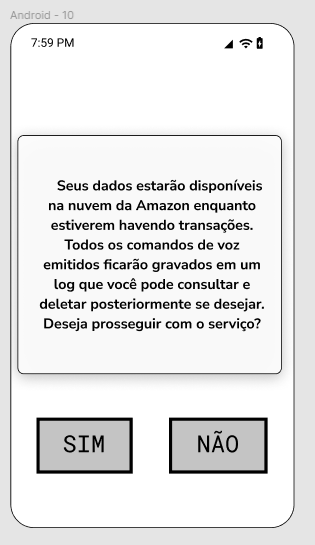 Android - 10
7:59 PM
Seus dados estarão disponíveis
na nuvem da Amazon enquanto
estiverem havendo transações.
Todos os comandos de voz
emitidos ficarão gravados em um
log que você pode consultar e
deletar posteriormente se desejar.
Deseja prosseguir com o serviço?
SIM
NÃO